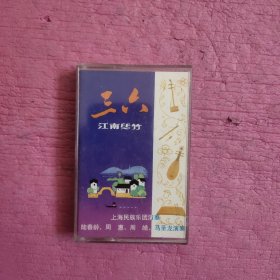 三六
江南丝竹
上海民族乐团演奏
陆春龄、周惠、周皓、马圣龙演奏